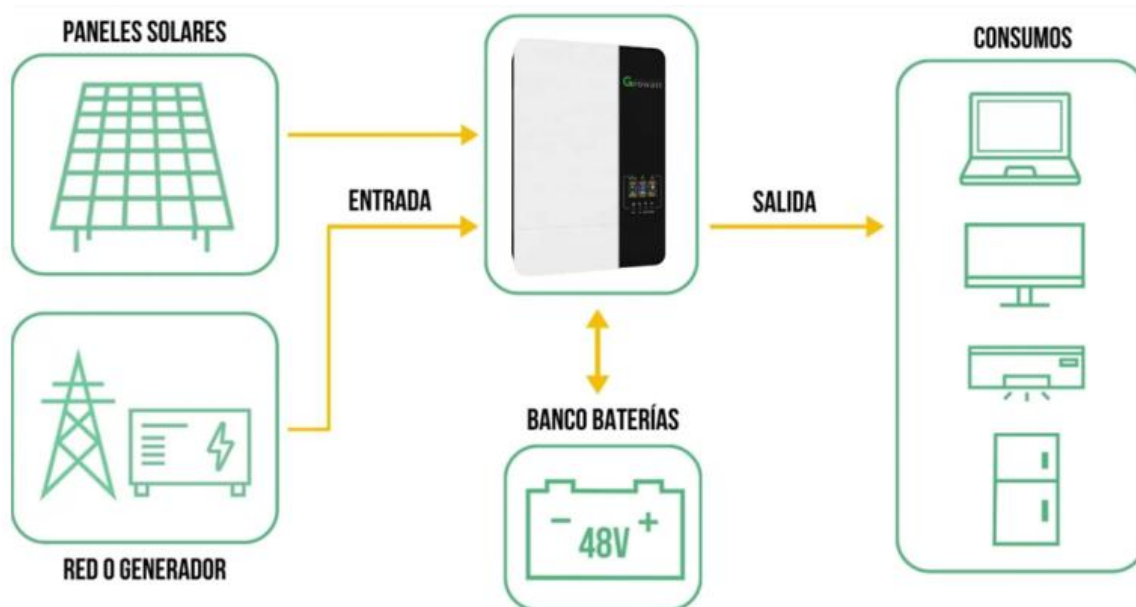 PANELES SOLARES
Growatt
CONSUMOS
ENTRADA
SALIDA
BANCO BATERÍAS
- +
48V
RED O GENERADOR